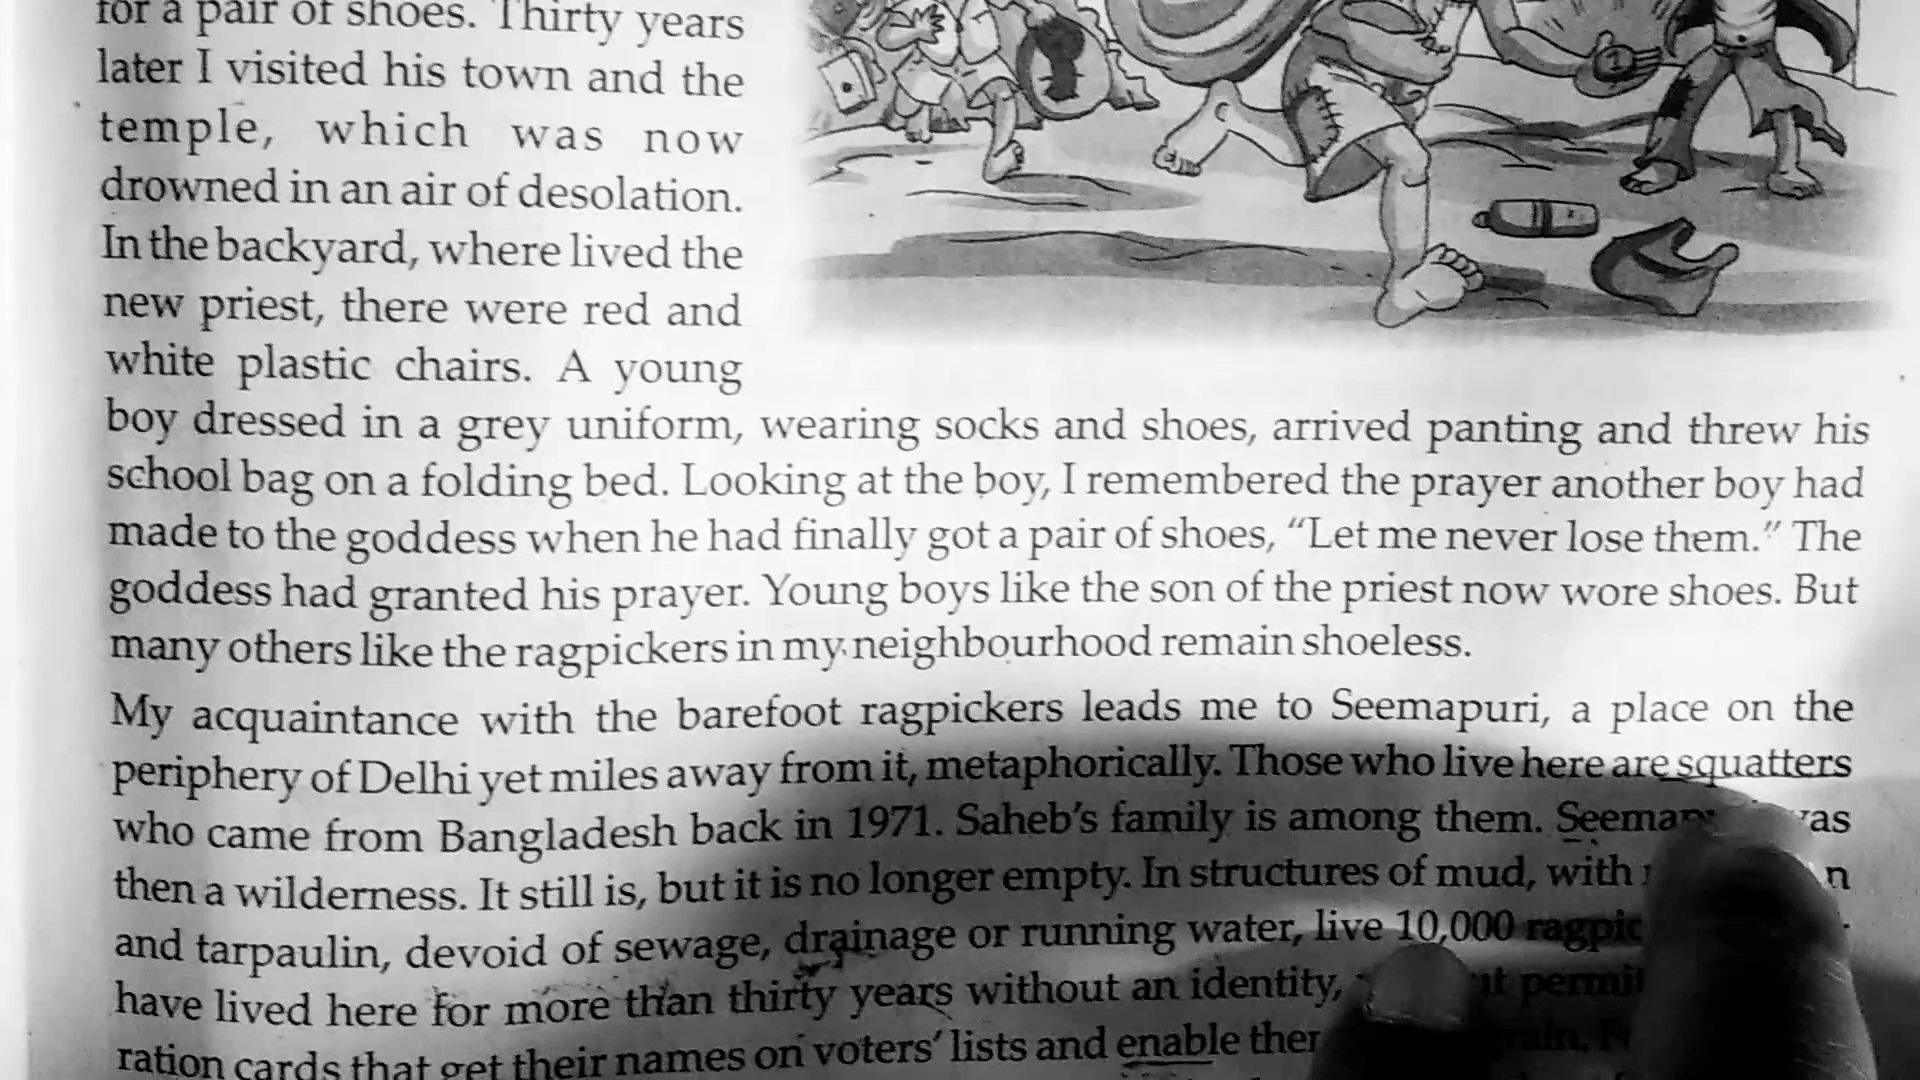 for a pair of shoes. Thirty years
later I visited his town and the
temple, which was now
drowned in an air of desolation.
In the backyard, where lived the
new priest, there were red and
white plastic chairs. A young
boy dressed in a grey uniform, wearing socks and shoes, arrived panting and threw his
school bag on a folding bed. Looking at the boy, I remembered the prayer another boy had
made to the goddess when he had finally got a pair of shoes, “Let me never lose them.” The
goddess had granted his prayer. Young boys like the son of the priest now wore shoes. But
many others like the ragpickers in my neighbourhood remain shoeless.
My acquaintance with the barefoot ragpickers leads me to Seemapuri, a place on the
periphery of Delhi yet miles away from it, metaphorically. Those who live here are squatters
who came from Bangladesh back in 1971. Saheb’s family is among them.
then a wilderness. It still is, but it is no longer empty. In structures of mud, with
and tarpaulin, devoid of sewage, drainage or running water, live 10,000
have lived here for more than thirty years without an identity,
ration cards that get their names on voters’ lists and enable